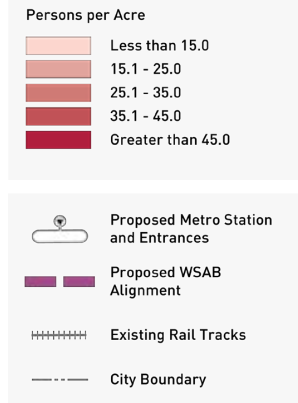 Persons per Acre
Less than 15.0
15.1 - 25.0
25.1 - 35.0
35.1 - 45.0
Greater than 45.0
Proposed Metro Station
and Entrances
Proposed WSAB
Alignment
Existing Rail Tracks
City Boundary